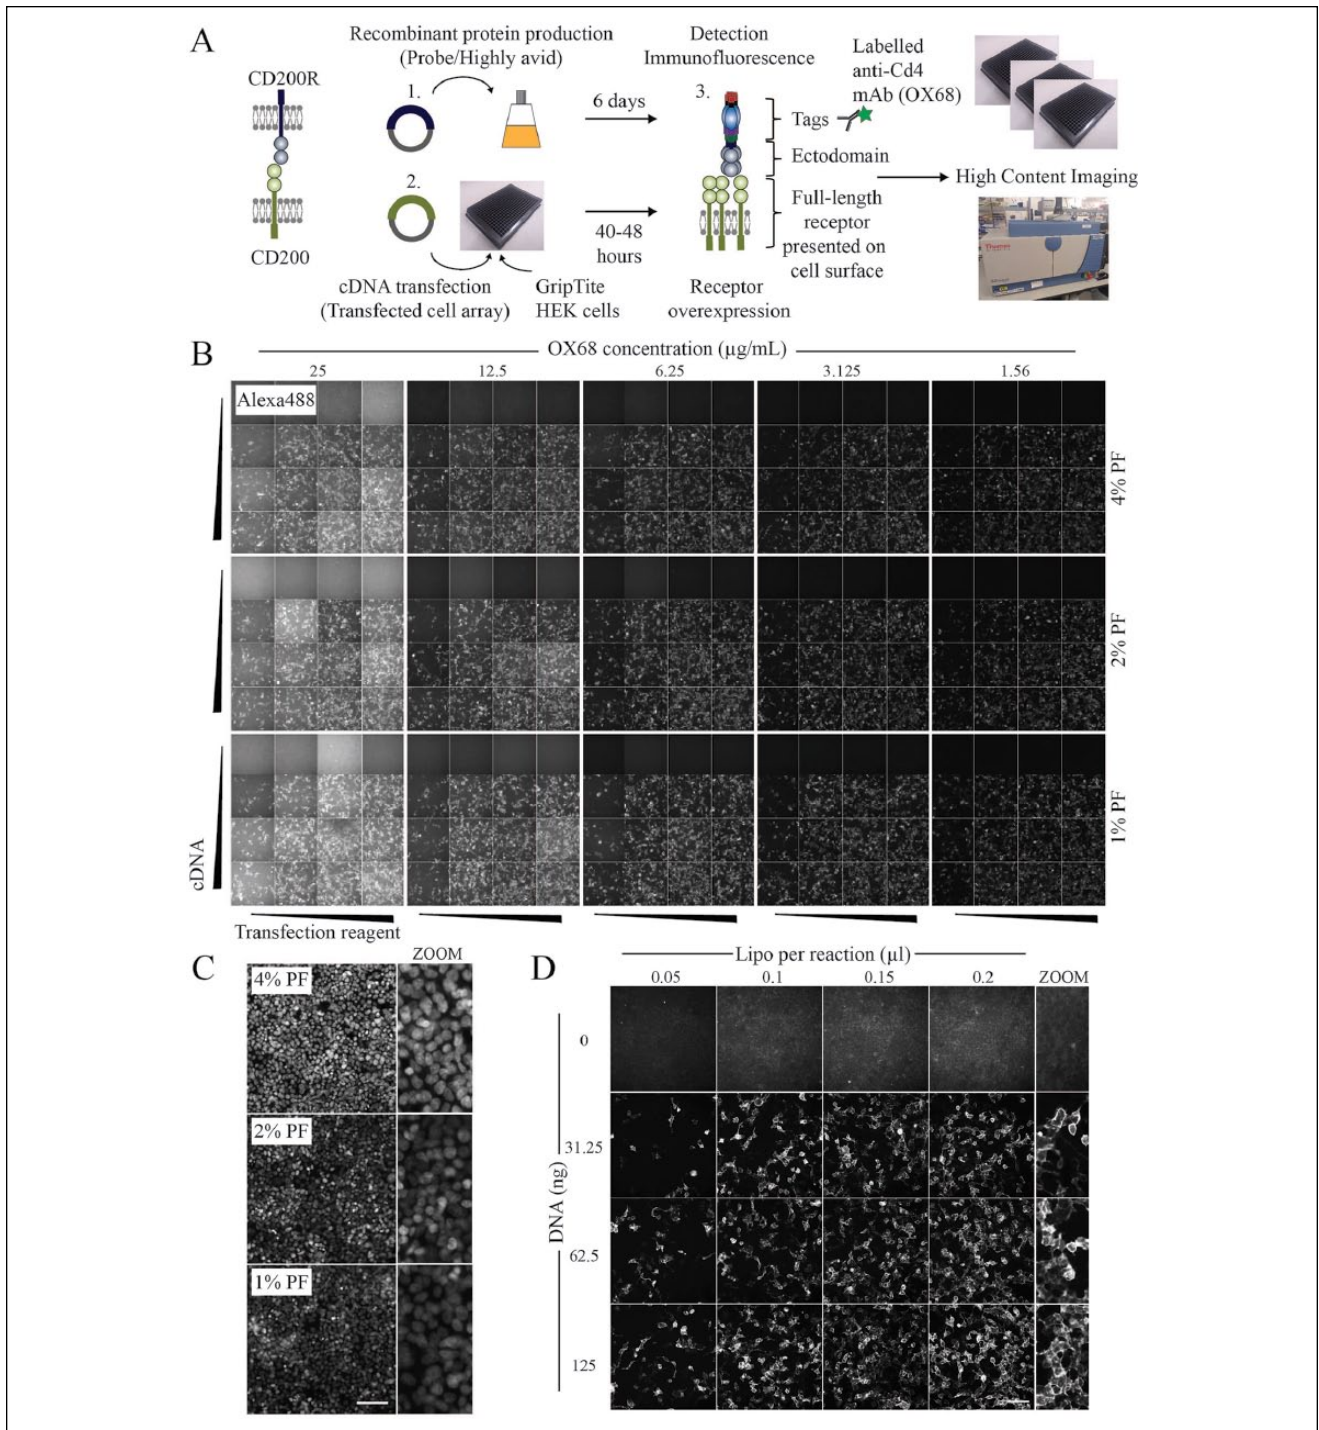 A
Recombinant protein production
(Probe/Highly avid)
Detection
Immunofluorescence
Labelled
anti-Cd4
mAb (OX68)
CD200R
1.
6 days
3.
Tags
Ectodomain
2.
High Content Imaging
Full-length
receptor
presented on
cell surface
40-48
hours
CD200
cDNA transfection
(Transfected cell array)
GripTite
HEK cells
Receptor
overexpression
B
OX68 concentration (µg/mL)
25 12.5 6.25 3.125 1.56
Alexa488
4% PF
2% PF
1% PF
cDNA
Transfection reagent
C
ZOOM
4% PF
2% PF
1% PF
D
Lipo per reaction (µl)
0.05 0.1 0.15 0.2 ZOOM
0
31.25
DNA (ng)
62.5
125